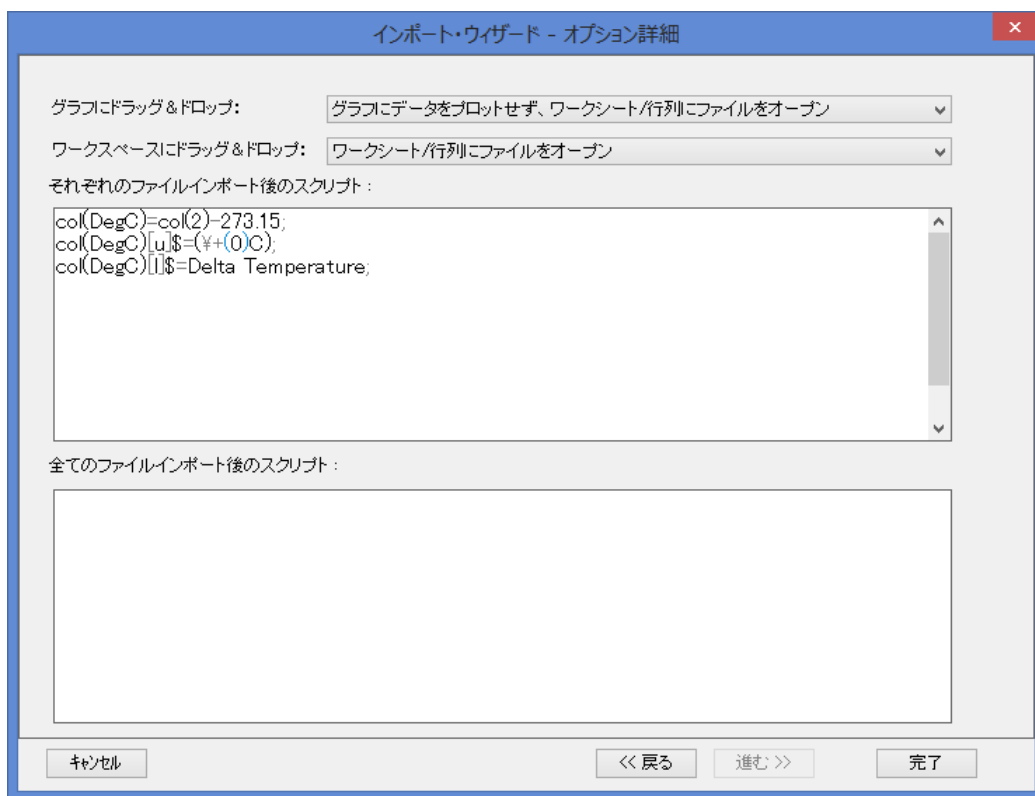 インポート・ウィザード - オプション詳細
グラフにドラッグ&ドロップ: グラフにデータをプロットせず、ワークシート/行列にファイルをオープン
ワークスペースにドラッグ&ドロップ: ワークシート/行列にファイルをオープン
それぞれのファイルインポート後のスクリプト:
col(DegC)=col(2)-273.15;
col(DegC)[u]$=(¥+(0)C);
col(DegC)[l]$=Delta Temperature;
全てのファイルインポート後のスクリプト:
キャンセル << 戻る 進む >> 完了